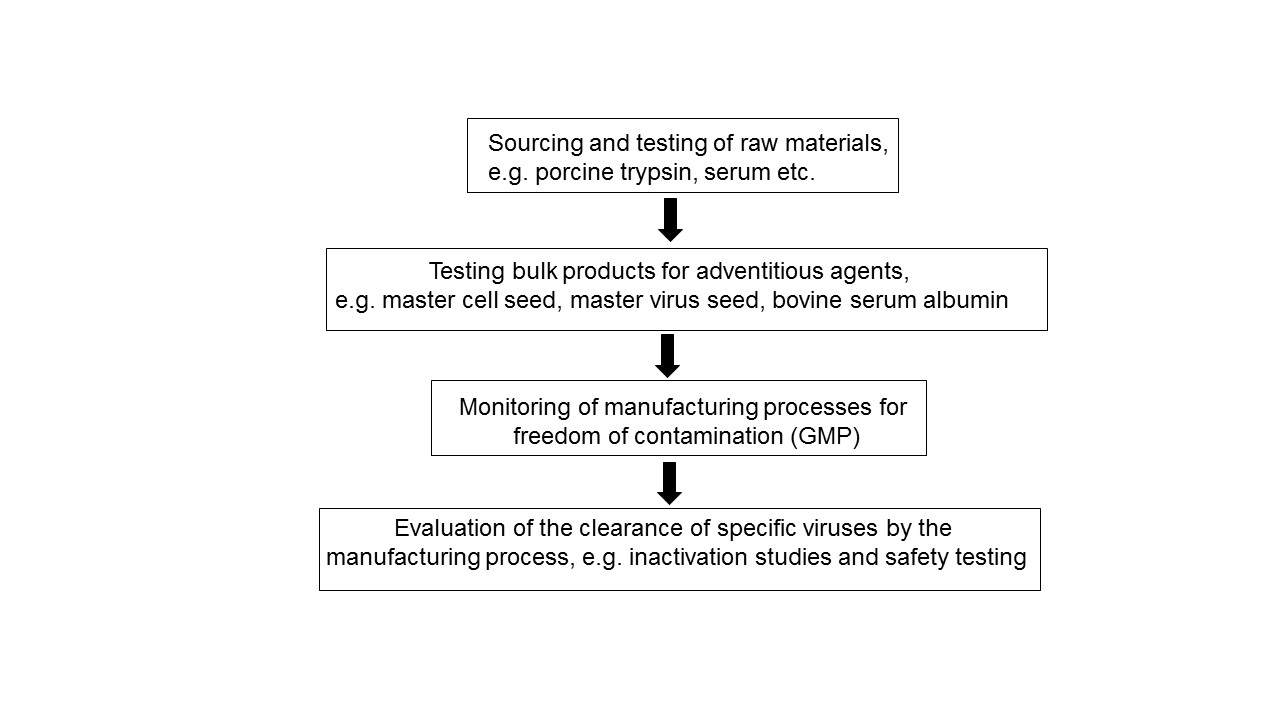 Sourcing and testing of raw materials,
e.g. porcine trypsin, serum etc.
Testing bulk products for adventitious agents,
e.g. master cell seed, master virus seed, bovine serum albumin
Monitoring of manufacturing processes for
freedom of contamination (GMP)
Evaluation of the clearance of specific viruses by the
manufacturing process, e.g. inactivation studies and safety testing